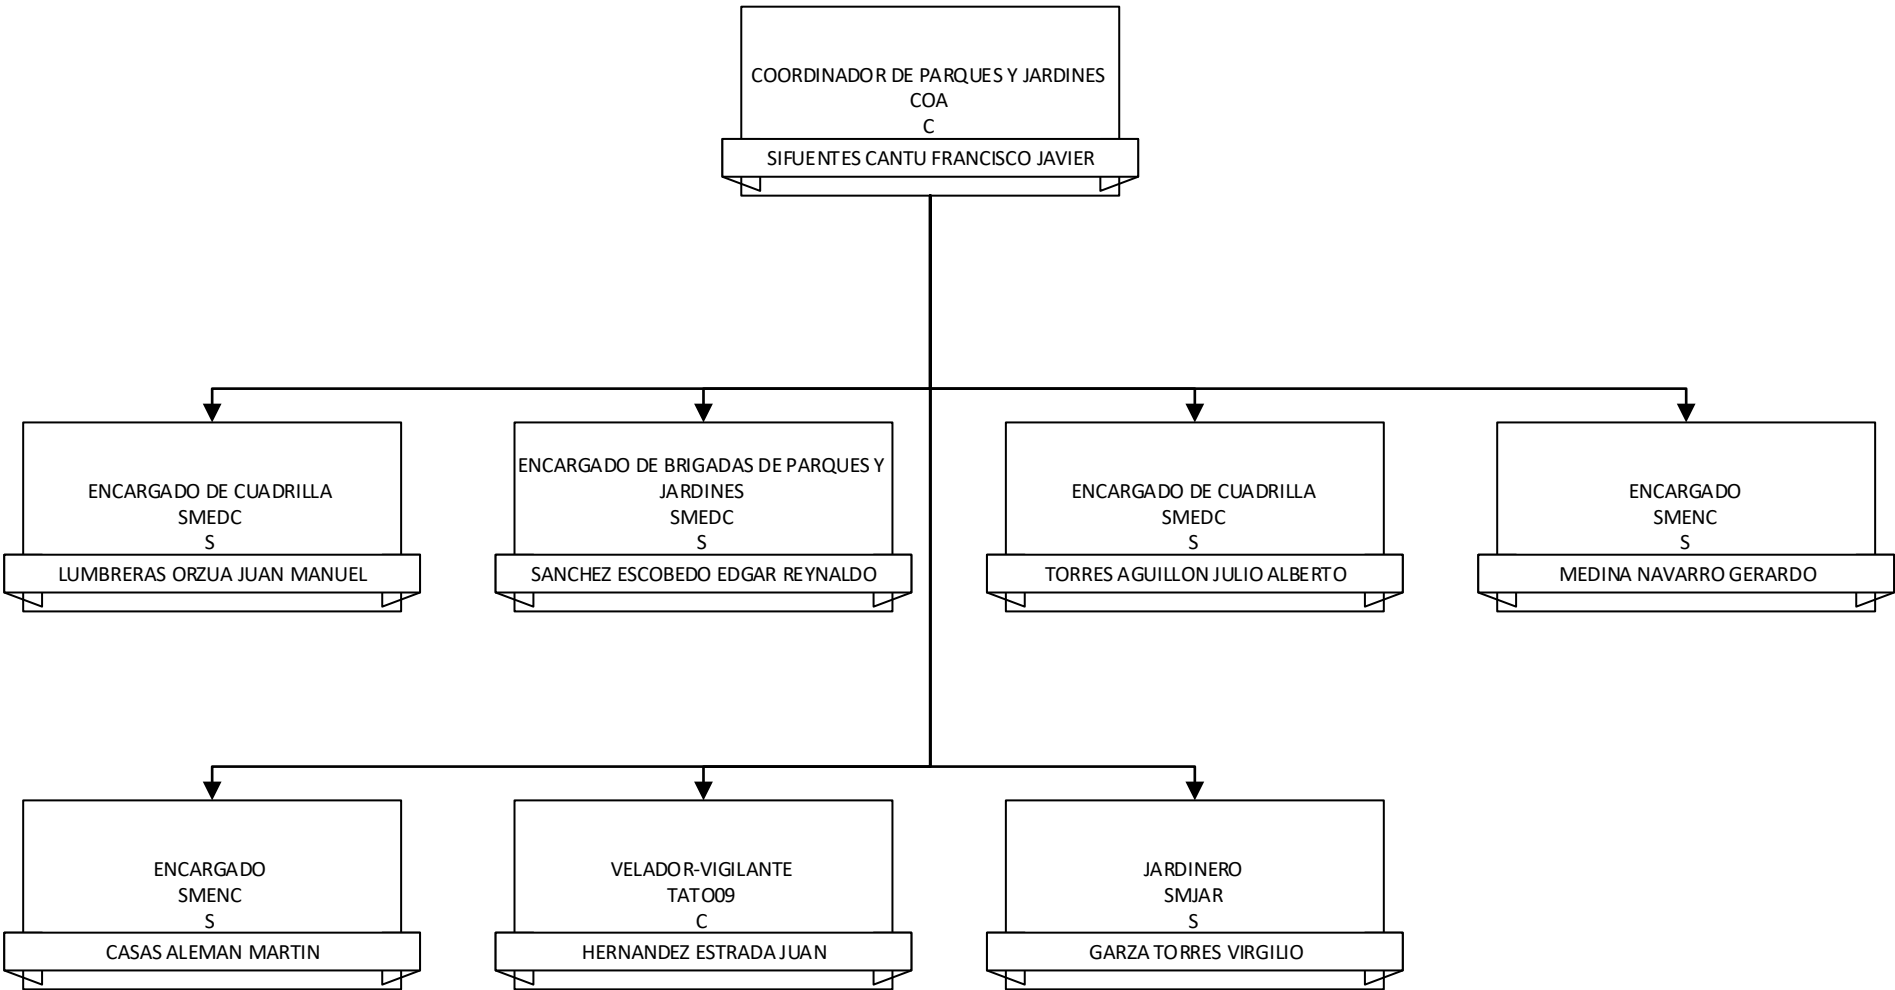 COORDINADOR DE PARQUES Y JARDINES
COA
C
SIFUENTES CANTU FRANCISCO JAVIER
ENCARGADO DE CUADRILLA
SMEDC
S
LUMBRERAS ORZUA JUAN MANUEL
ENCARGADO DE BRIGADAS DE PARQUES Y
JARDINES
SMEDC
S
SANCHEZ ESCOBEDO EDGAR REYNALDO
ENCARGADO DE CUADRILLA
SMEDC
S
TORRES AGUILLON JULIO ALBERTO
ENCARGADO
SMENC
S
MEDINA NAVARRO GERARDO
ENCARGADO
SMENC
S
CASAS ALEMAN MARTIN
VELADOR-VIGILANTE
TATO09
C
HERNANDEZ ESTRADA JUAN
JARDINERO
SMJAR
S
GARZA TORRES VIRGILIO